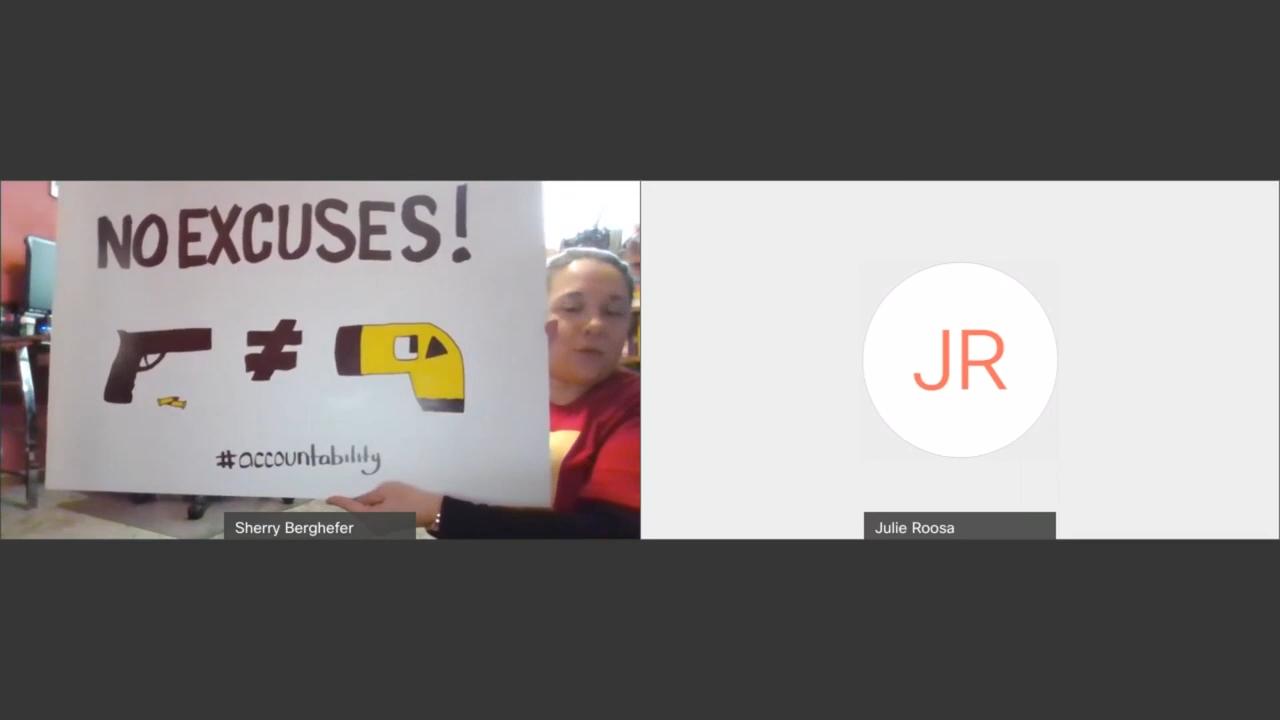 NO EXCUSES!
≠
#accountability
Sherry Berghefer
JR
Julie Roosa